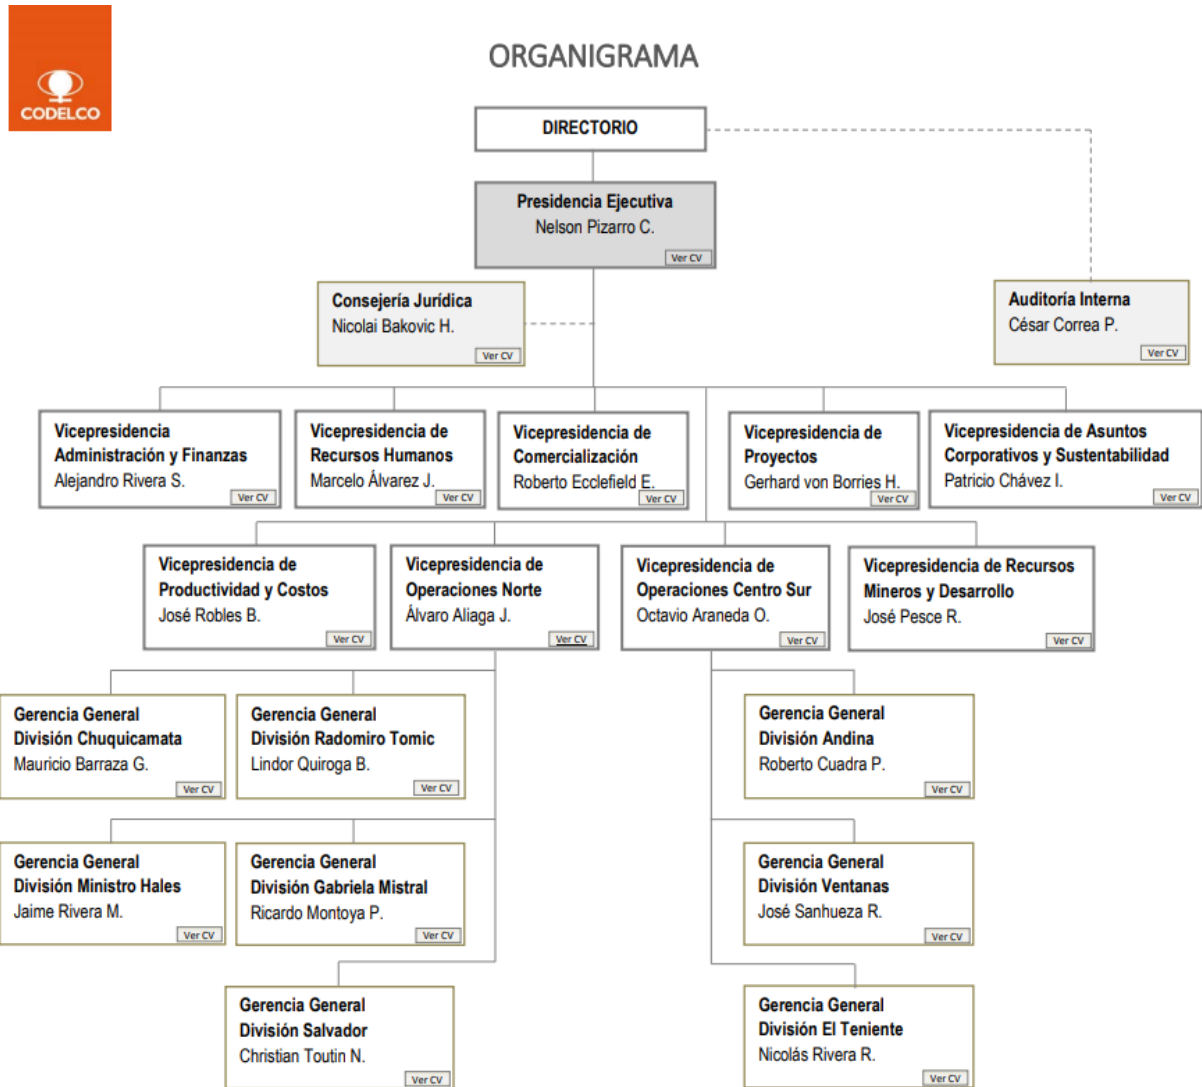 CODELCO
ORGANIGRAMA
DIRECTORIO
Presidencia Ejecutiva
Nelson Pizarro C.
Ver CV
Consejería Jurídica
Nicolai Bakovic H.
Ver CV
Auditoría Interna
César Correa P.
Ver CV
Vicepresidencia
Administración y Finanzas
Alejandro Rivera S.
Ver CV
Vicepresidencia de
Recursos Humanos
Marcelo Álvarez J.
Ver CV
Vicepresidencia de
Comercialización
Roberto Ecclefield E.
Ver CV
Vicepresidencia de
Proyectos
Gerhard von Borries H.
Ver CV
Vicepresidencia de Asuntos
Corporativos y Sustentabilidad
Patricio Chávez I.
Ver CV
Vicepresidencia de
Productividad y Costos
José Robles B.
Ver CV
Vicepresidencia de
Operaciones Norte
Álvaro Aliaga J.
Ver CV
Vicepresidencia de
Operaciones Centro Sur
Octavio Araneda O.
Ver CV
Vicepresidencia de Recursos
Mineros y Desarrollo
José Pesce R.
Ver CV
Gerencia General
División Chuquicamata
Mauricio Barraza G.
Ver CV
Gerencia General
División Radomiro Tomic
Lindor Quiroga B.
Ver CV
Gerencia General
División Andina
Roberto Cuadra P.
Ver CV
Gerencia General
División Ministro Hales
Jaime Rivera M.
Ver CV
Gerencia General
División Gabriela Mistral
Ricardo Montoya P.
Ver CV
Gerencia General
División Ventanas
José Sanhueza R.
Ver CV
Gerencia General
División Salvador
Christian Toutin N.
Ver CV
Gerencia General
División El Teniente
Nicolás Rivera R.
Ver CV